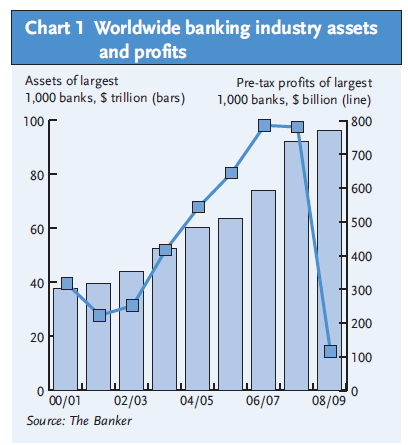 Chart 1 Worldwide banking industry assets
and profits
Assets of largest
1,000 banks, $ trillion (bars)
Pre-tax profits of largest
1,000 banks, $ billion (line)
100
80
60
40
20
0
800
700
600
500
400
300
200
100
0
00/01 02/03 04/05 06/07 08/09
Source: The Banker